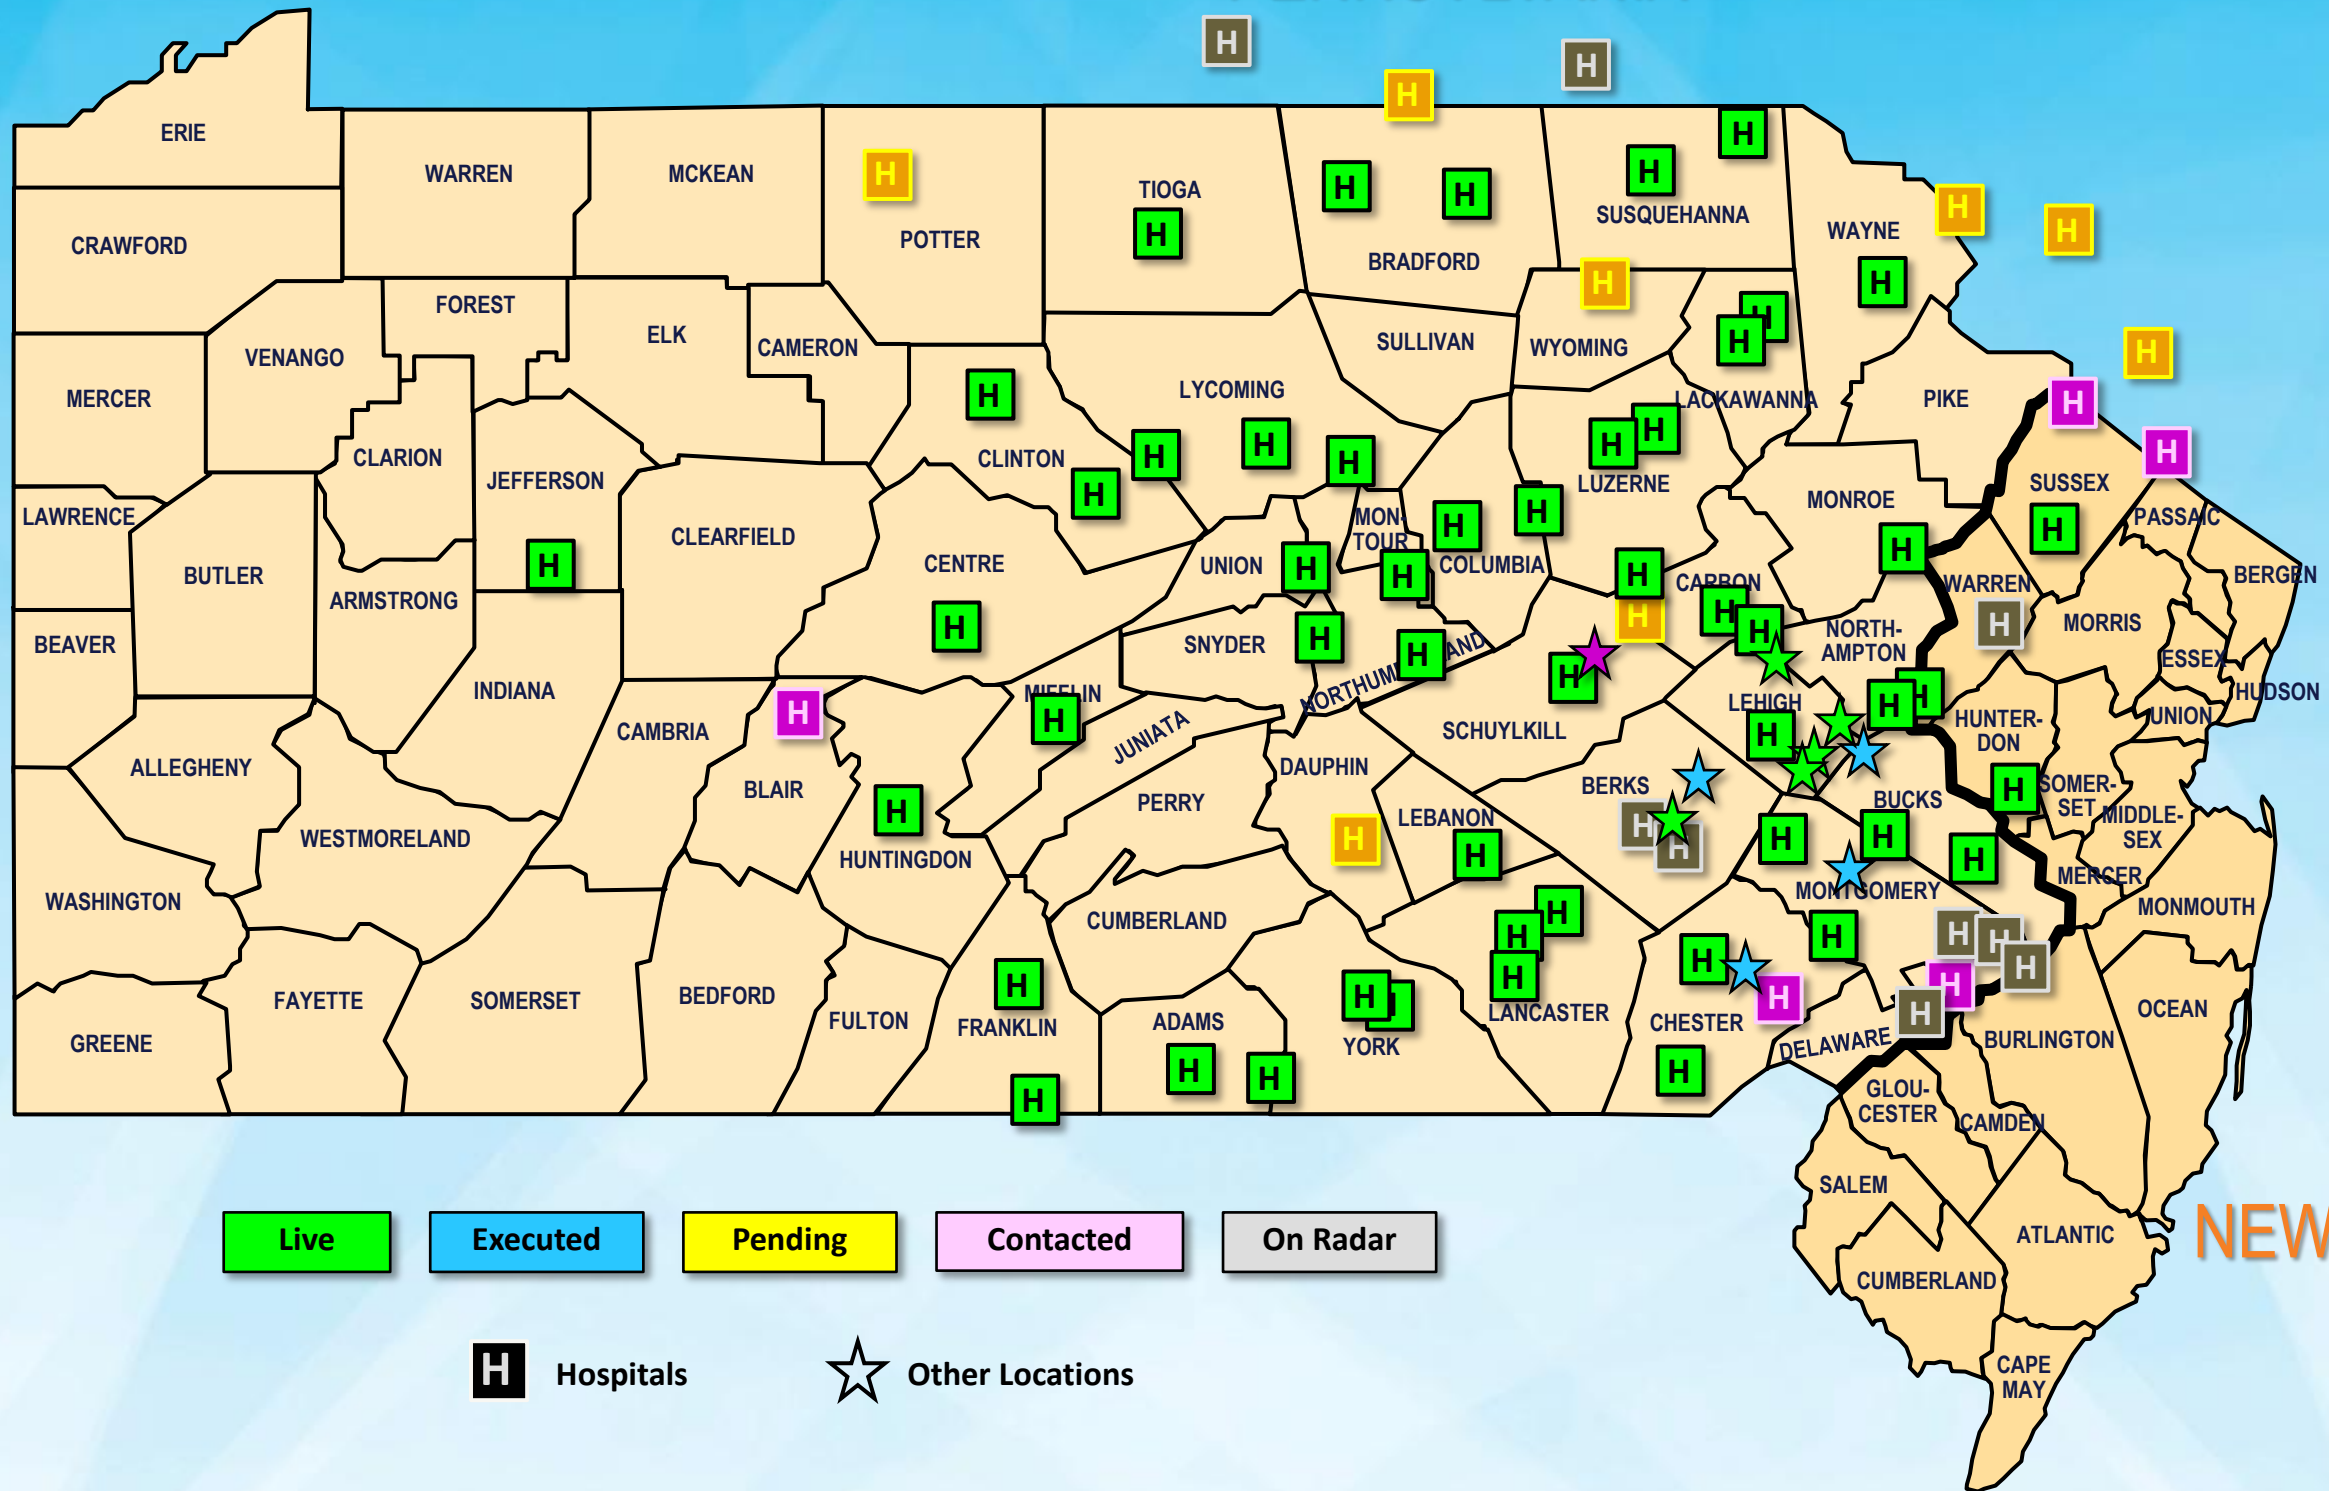 H
H
H
ERIE
WARREN
MCKEAN
H
POTTER
TIOGA
H
H
H
BRADFORD
H
H
SUSQUEHANNA
WAYNE
H
H
H
CRAWFORD
FOREST
ELK
CAMERON
VENANGO
MERCER
SULLIVAN
H
WYOMING
H
H
LACKAWANNA
PIKE
H
H
H
CLARION
JEFFERSON
H
CLINTON
H
H
LYCOMING
H
H
H
H
LUZERNE
MONROE
SUSSEX
H
PASSAIC
BERGEN
LAWRENCE
BUTLER
ARMSTRONG
H
CLEARFIELD
CENTRE
H
UNION
H
MON-
TOUR
H
H
COLUMBIA
H
H
H
CARBON
H
H
H
WARREN
H
MORRIS
ESSEX
HUDSON
UNION
BEAVER
INDIANA
CAMBRIA
H
MIFFLIN
H
SNYDER
H
H
NORTHUM
LAND
H
SCHUYLKILL
NORTH-
AMPTON
LEHIGH
H
H
H
HUNTER-
DON
H
SOMER-
SET
MIDDLE-
SEX
MERCER
MONMOUTH
ALLEGHENY
WESTMORELAND
BLAIR
H
HUNTINGDON
JUNIATA
PERRY
DAUPHIN
H
LEBANON
H
BERKS
H
H
H
BUCKS
H
H
MONTGOMERY
H
WASHINGTON
FAYETTE
SOMERSET
BEDFORD
FULTON
CUMBERLAND
H
FRANKLIN
H
ADAMS
H
H
H
YORK
H
H
H
LANCASTER
H
CHESTER
H
H
DELAWARE
H
H
H
H
H
BURLINGTON
OCEAN
GREENE
GLOU-
CESTER
CAMDEN
SALEM
ATLANTIC
CUMBERLAND
CAPE
MAY
NEW
Live
Executed
Pending
Contacted
On Radar
H
Hospitals
Other Locations